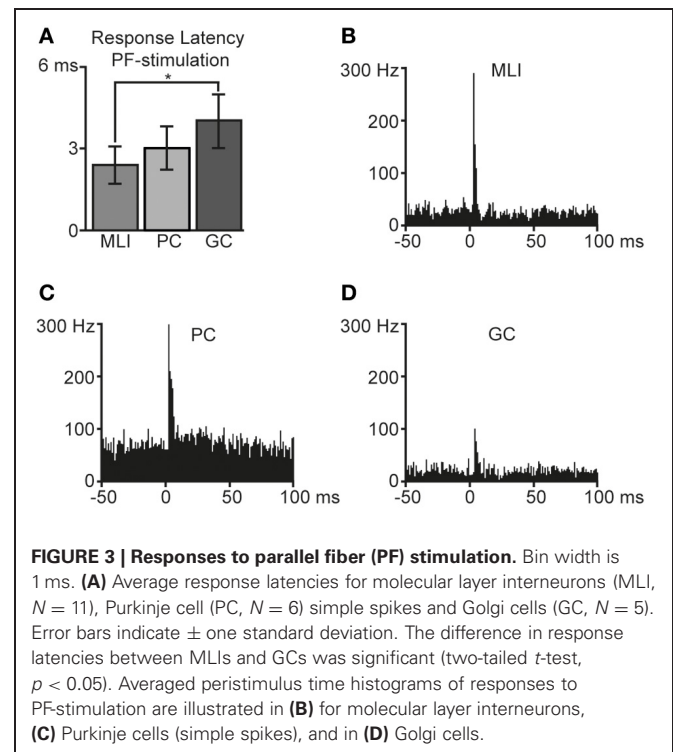 A
Response Latency
PF-stimulation
6 ms
*
3
0
MLI PC GC
B
300 Hz
MLI
200
100
0
-50 0 50 100 ms
C
300 Hz
PC
200
100
0
-50 0 50 100 ms
D
300 Hz
GC
200
100
0
-50 0 50 100 ms
FIGURE 3 | Responses to parallel fiber (PF) stimulation. Bin width is
1 ms. (A) Average response latencies for molecular layer interneurons (MLI,
N = 11), Purkinje cell (PC, N = 6) simple spikes and Golgi cells (GC, N = 5).
Error bars indicate ± one standard deviation. The difference in response
latencies between MLIs and GCs was significant (two-tailed t-test,
p < 0.05). Averaged peristimulus time histograms of responses to
PF-stimulation are illustrated in (B) for molecular layer interneurons,
(C) Purkinje cells (simple spikes), and in (D) Golgi cells.